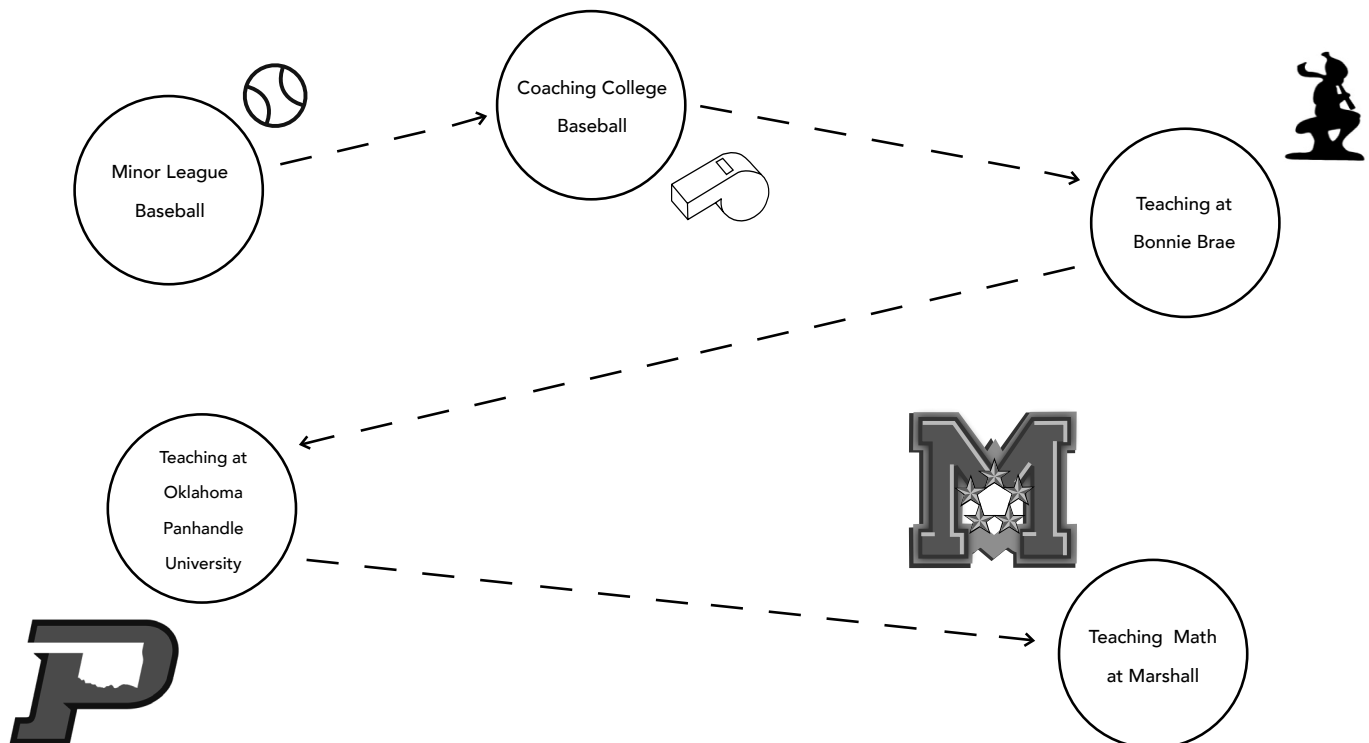 Minor League
Baseball
Coaching College
Baseball
Teaching at
Bonnie Brae
Teaching at
Oklahoma
Panhandle
University
P
M
Teaching Math
at Marshall